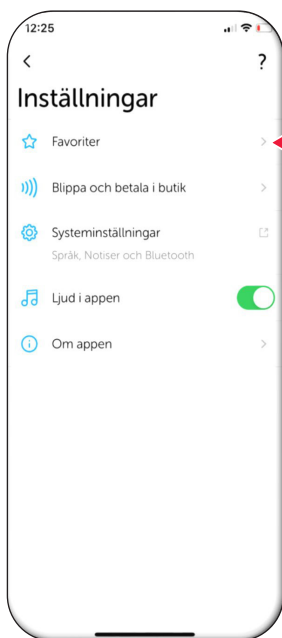 12:25
?
Inställningar
Favoriter
Blippa och betala i butik
Systeminställningar
Språk, Notiser och Bluetooth
Ljud i appen
Om appen